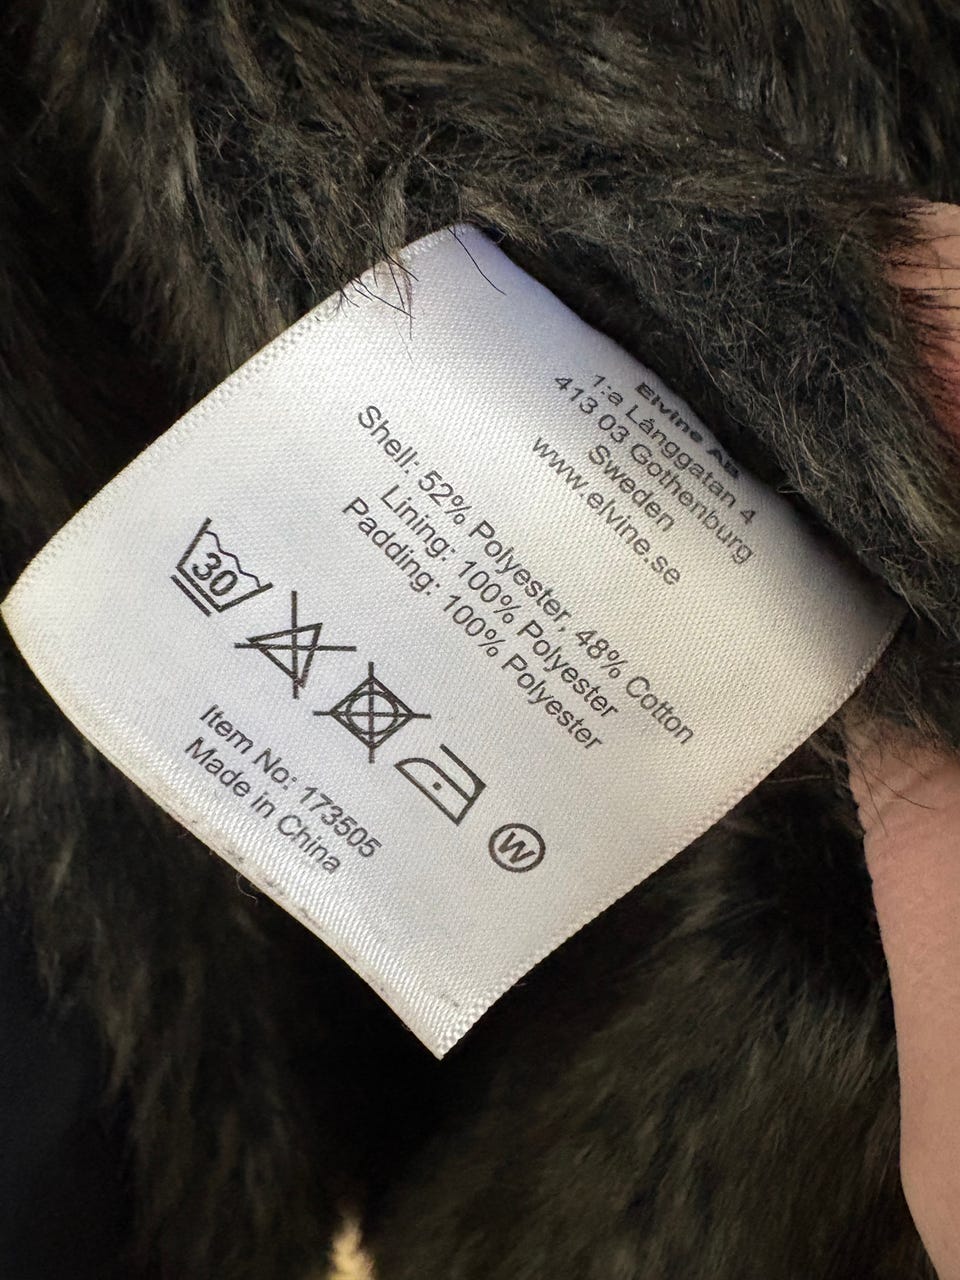 Elvine AB
1:a Långgatan 4
413 03 Gothenburg
Sweden
www.elvine.se
Shell: 52% Polyester, 48% Cotton
Lining: 100% Polyester
Padding: 100% Polyester
30
W
Item No: 173505
Made in China